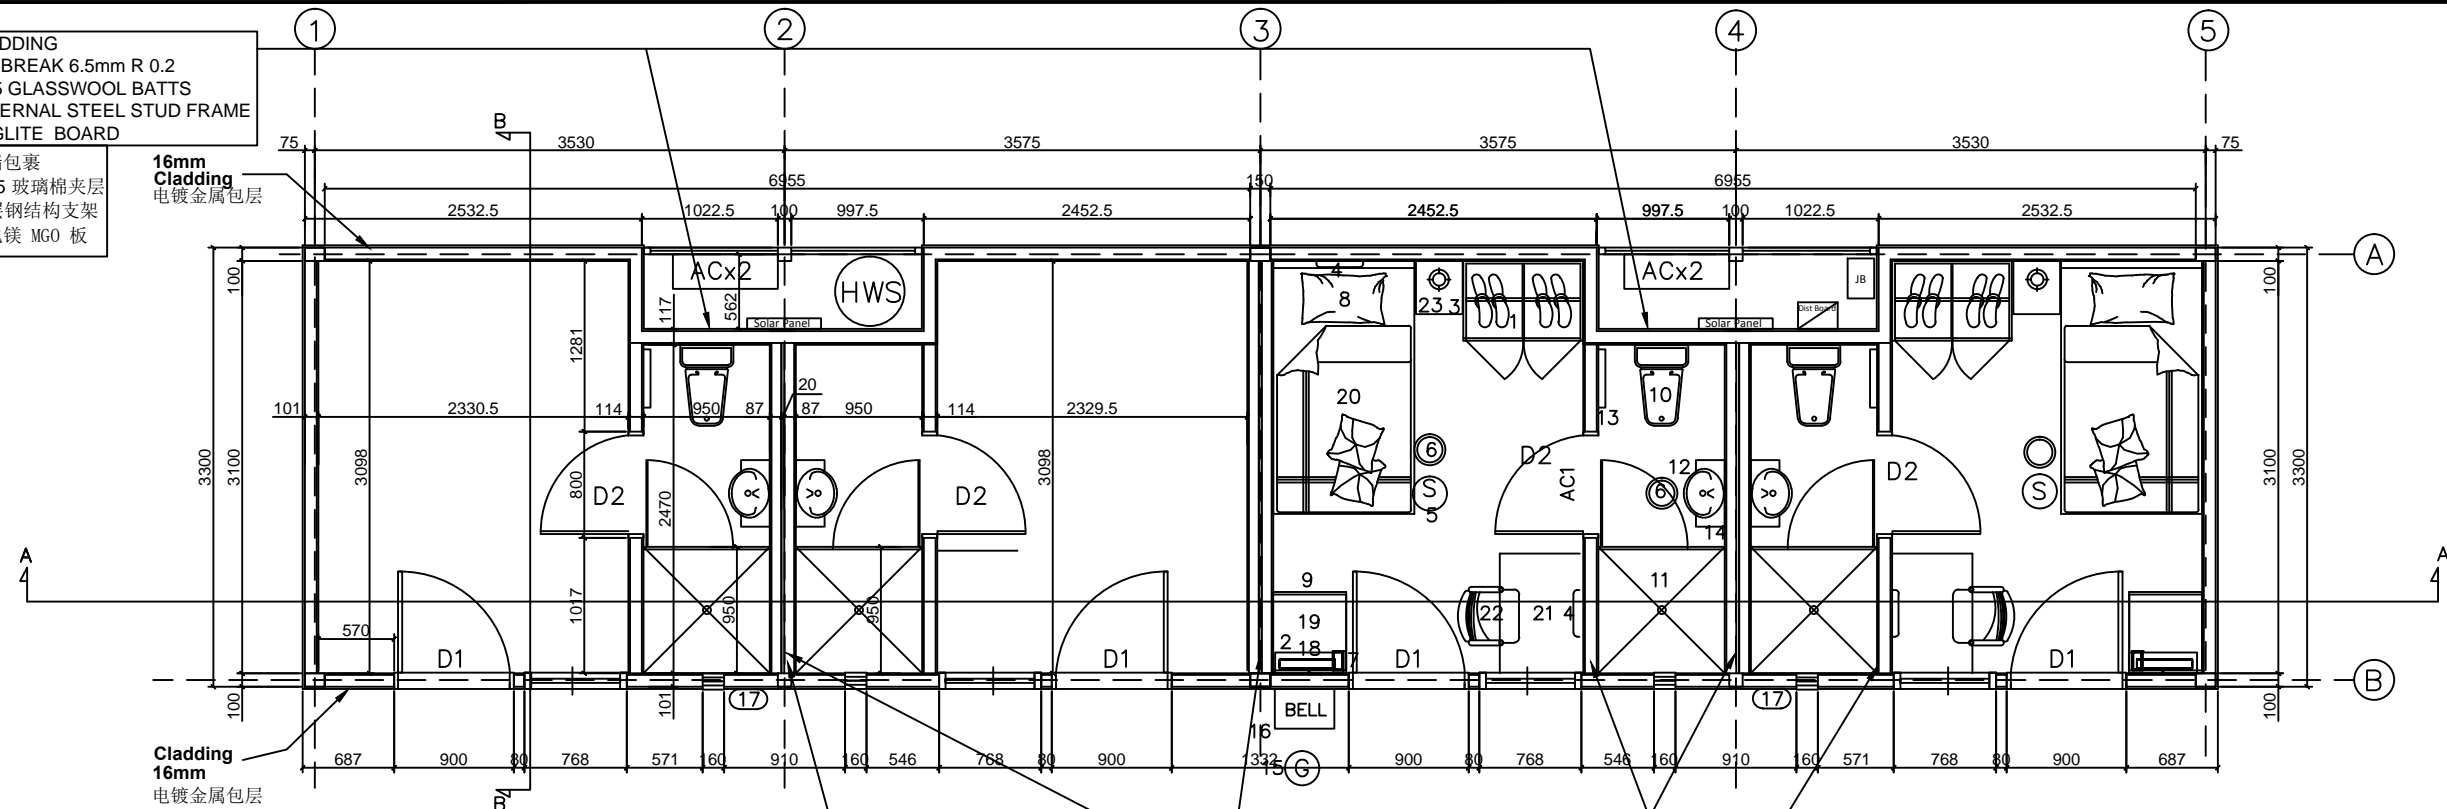 1
2
3
4
5
DDING
BREAK 6.5mm R 0.2
GLASSWOOL BATTS
ERNAL STEEL STUD FRAME
GLITE BOARD
包裹
5 玻璃棉夹层
层钢结构支架
镁 MGO 板
16mm
Cladding
电镀金属包层
B
75
3530
3575
3575
3530
75
6955
150
6955
2532.5
1022.5
100
997.5
2452.5
2452.5
997.5
100
1022.5
2532.5
A
100
ACx2
HWS
4
ACx2
JB
100
117
562
8
23
3
1
Solar Panel
Solar Panel
Dist Board
1281
20
101
2330.5
114
950
87
87
950
114
2329.5
20
10
13
3300
3100
3098
3098
3100
3300
800
2470
D2
D2
6
S
5
D2
AC1
6
12
14
D2
S
A
A
1017
950
950
9
11
570
19
22
21
4
2
18
7
D1
D1
D1
D1
B
100
101
17
BELL
16
17
100
Cladding
16mm
电镀金属包层
687
900
80
768
571
160
910
160
546
768
80
900
1332
15
G
900
80
768
546
160
910
160
571
768
80
900
687
B